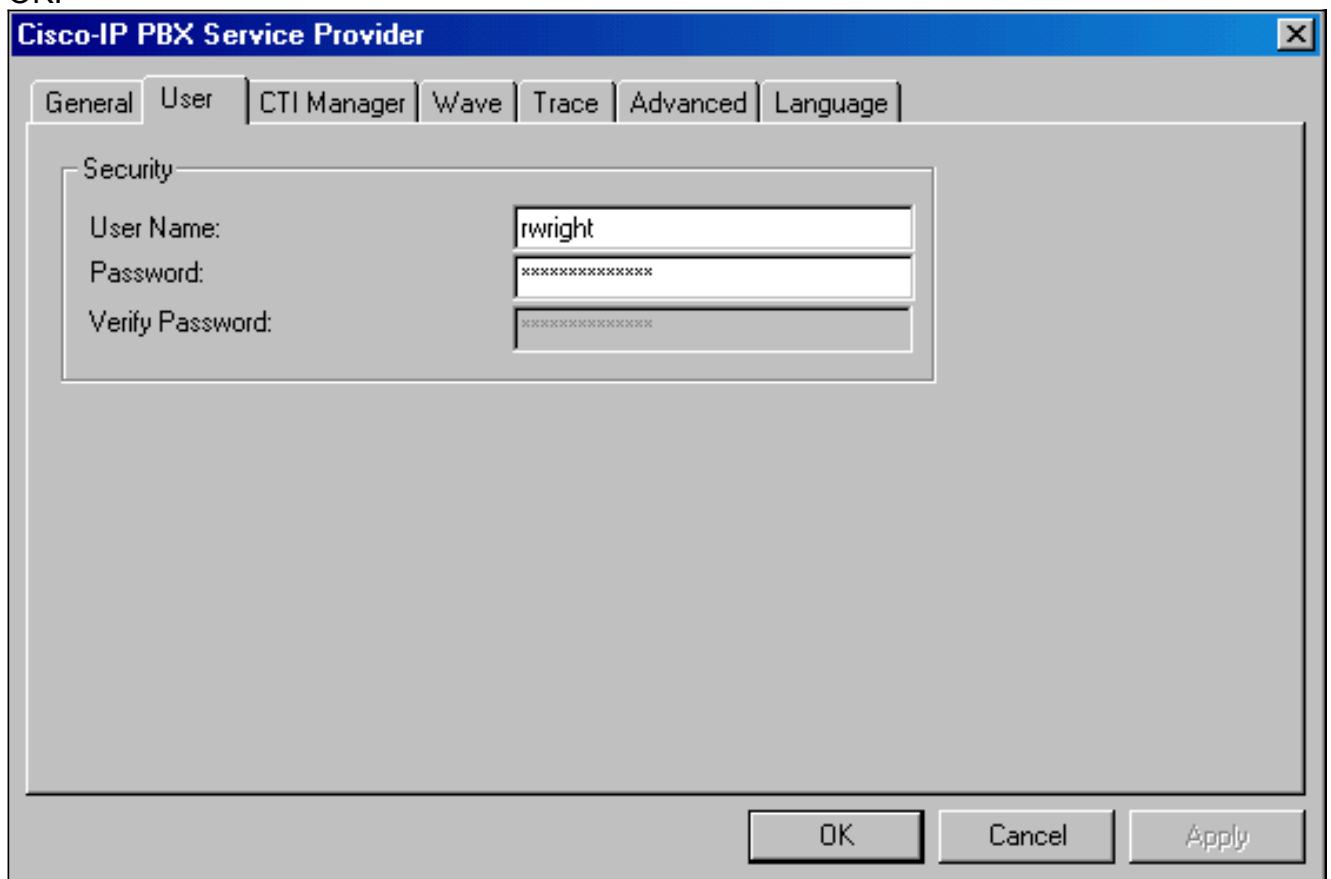 OK.
Cisco-IP PBX Service Provider
General User CTI Manager Wave Trace Advanced Language
Security
User Name: rwright
Password: **************
Verify Password: **************
OK Cancel Apply